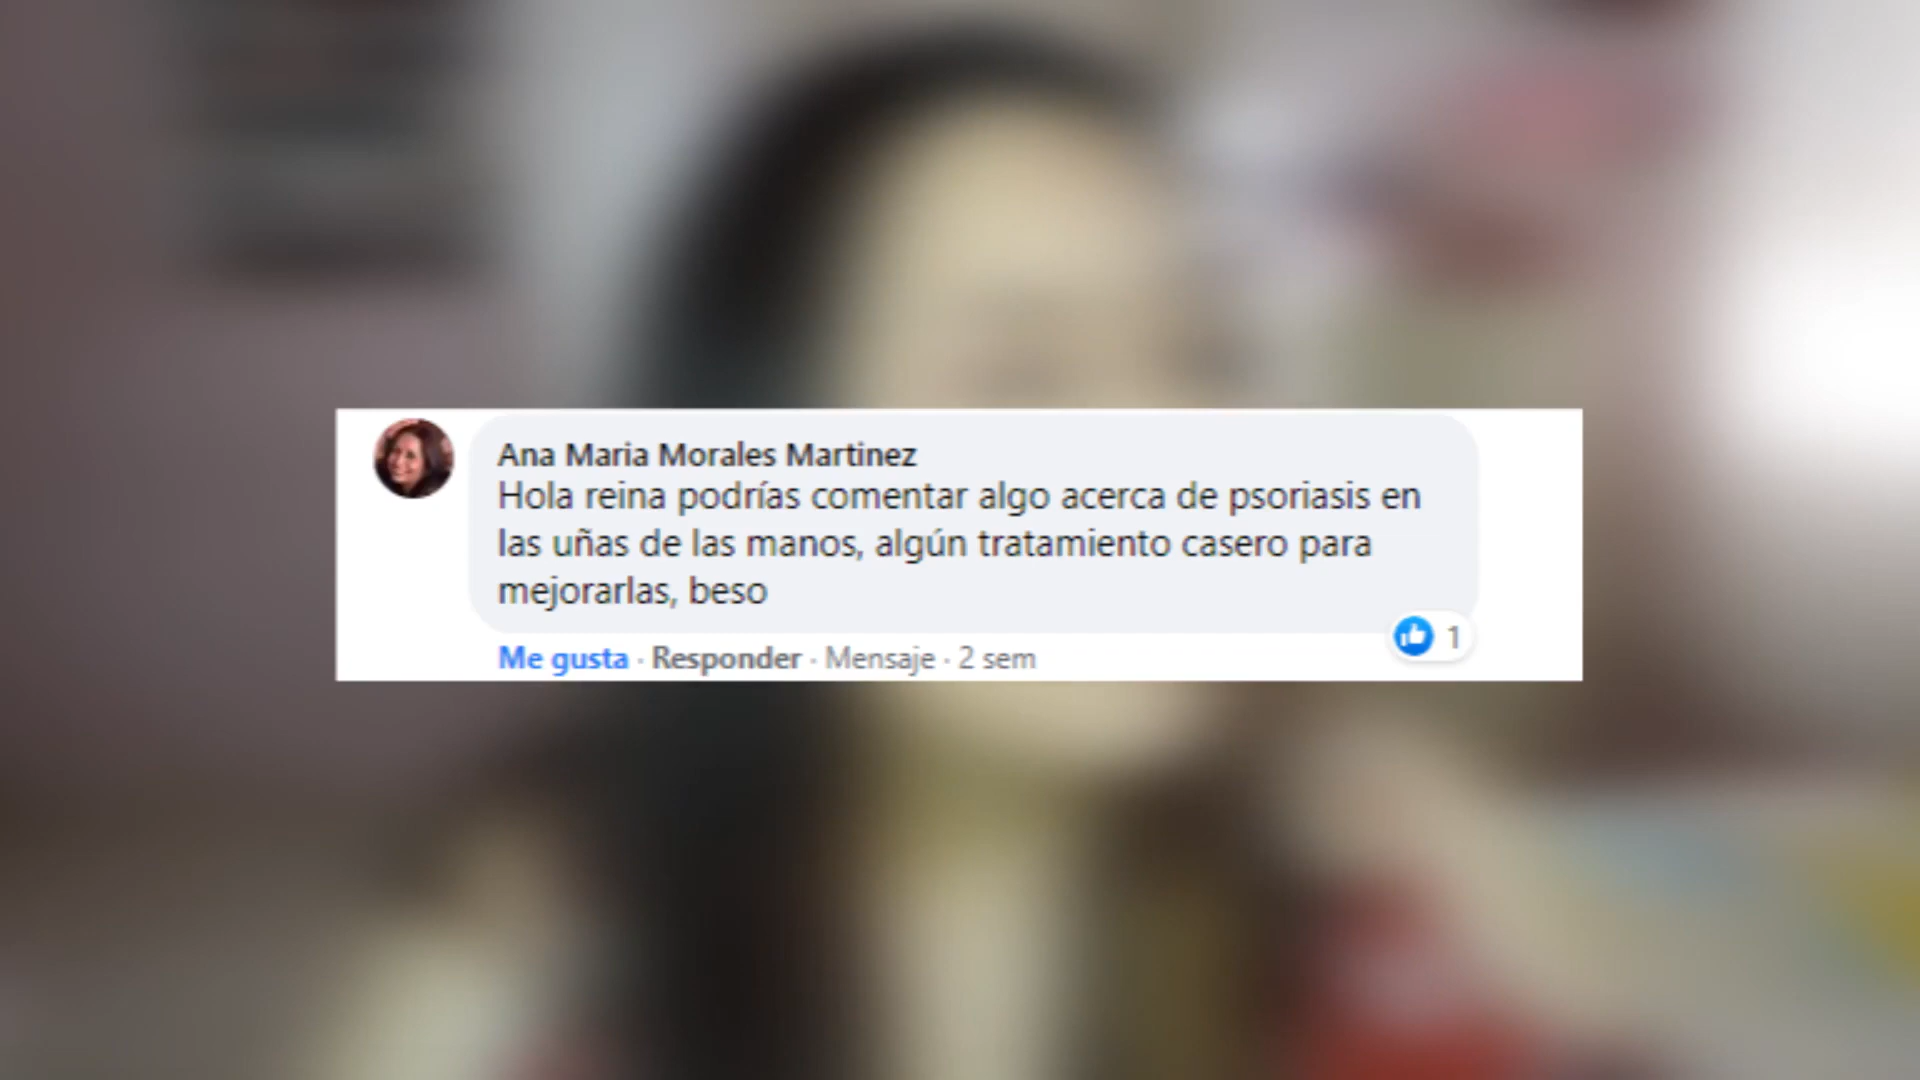 Ana Maria Morales Martinez
Hola reina podrías comentar algo acerca de psoriasis en
las uñas de las manos, algún tratamiento casero para
mejorarlas, beso
Me gusta · Responder · Mensaje · 2 sem
1